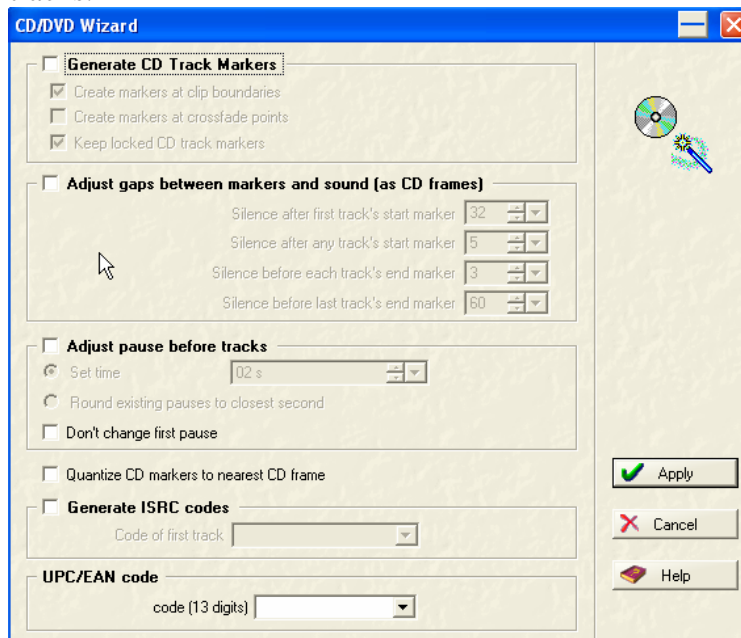 CD/DVD Wizard
Generate CD Track Markers
Create markers at clip boundaries
Create markers at crossfade points
Keep locked CD track markers
Adjust gaps between markers and sound (as CD frames)
Silence after first track's start marker 32
Silence after any track's start marker 5
Silence before each track's end marker 3
Silence before last track's end marker 60
Adjust pause before tracks
Set time 02 s
Round existing pauses to closest second
Don't change first pause
Quantize CD markers to nearest CD frame
Apply
Generate ISRC codes
Code of first track
Cancel
UPC/EAN code
Help
code (13 digits)